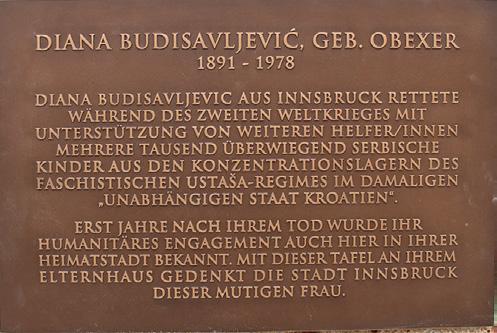 DIANA BUDISAVLJEVIĆ, GEB. OBEXER
1891 - 1978
DIANA BUDISAVLJEVIC AUS INNSBRUCK RETTETE
WÄHREND DES ZWEITEN WELTKRIEGES MIT
UNTERSTÜTZUNG VON WEITEREN HELFER/INNEN
MEHRERE TAUSEND ÜBERWIEGEND SERBISCHE
KINDER AUS DEN KONZENTRATIONSLAGERN DES
FASCHISTISCHEN USTAŠA-REGIMES IM DAMALIGEN
„UNABHÄNGIGEN STAAT KROATIEN“.
ERST JAHRE NACH IHREM TOD WURDE IHR
HUMANITÄRES ENGAGEMENT AUCH HIER IN IHRER
HEIMATSTADT BEKANNT. MIT DIESER TAFEL AN IHREM
ELTERNHAUS GEDENKT DIE STADT INNSBRUCK
DIESER MUTIGEN FRAU.